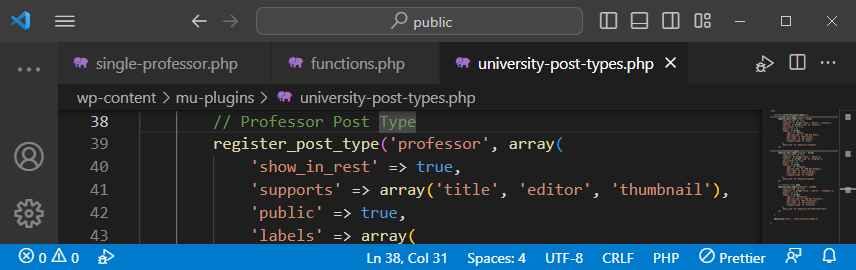 public
single-professor.php functions.php university-post-types.php
wp-content > mu-plugins > university-post-types.php
38 // Professor Post Type
39 register_post_type('professor', array(
40 'show_in_rest' => true,
41 'supports' => array('title', 'editor', 'thumbnail'),
42 'public' => true,
43 'labels' => array(
0 0 Ln 38, Col 31 Spaces: 4 UTF-8 CRLF PHP Prettier